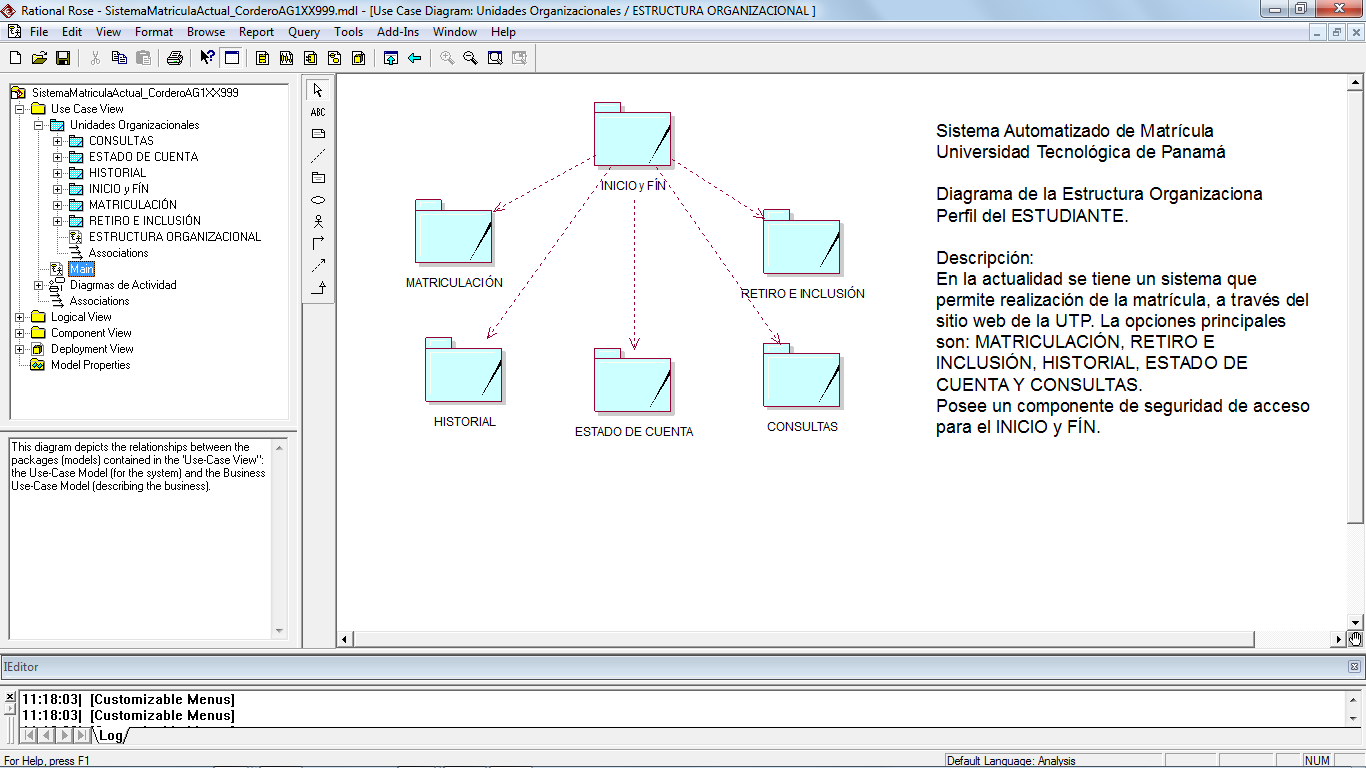 Rational Rose - SistemaMatriculaActual_CorderoAG1XX999.mdl - [Use Case Diagram: Unidades Organizacionales / ESTRUCTURA ORGANIZACIONAL ]
File Edit View Format Browse Report Query Tools Add-Ins Window Help
SistemaMatriculaActual_CorderoAG1XX999
Use Case View
Unidades Organizacionales
CONSULTAS
ESTADO DE CUENTA
HISTORIAL
INICIO y FÍN
MATRICULACIÓN
RETIRO E INCLUSIÓN
ESTRUCTURA ORGANIZACIONAL
Associations
Main
Diagrmas de Actividad
Associations
Logical View
Component View
Deployment View
Model Properties
This diagram depicts the relationships between the
packages (models) contained in the 'Use-Case View":
the Use-Case Model (for the system) and the Business
Use-Case Model (describing the business).
ABC
INICIO y FÍN
MATRICULACIÓN
RETIRO E INCLUSIÓN
HISTORIAL
ESTADO DE CUENTA
CONSULTAS
Sistema Automatizado de Matrícula
Universidad Tecnológica de Panamá
Diagrama de la Estructura Organizaciona
Perfil del ESTUDIANTE.
Descripción:
En la actualidad se tiene un sistema que
permite realización de la matrícula, a través del
sitio web de la UTP. La opciones principales
son: MATRICULACIÓN, RETIRO E
INCLUSIÓN, HISTORIAL, ESTADO DE
CUENTA Y CONSULTAS.
Posee un componente de seguridad de acceso
para el INICIO y FÍN.
IEditor
11:18:03| [Customizable Menus]
11:18:03| [Customizable Menus]
Log
For Help, press F1
Default Language: Analysis
NUM